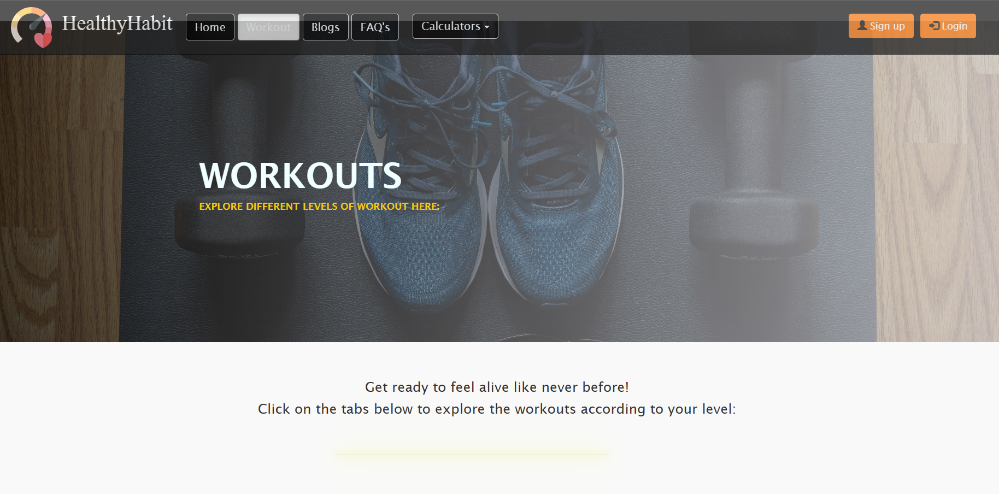 HealthyHabit
Home
Workout
Blogs
FAQ's
Calculators
Sign up
Login
WORKOUTS
EXPLORE DIFFERENT LEVELS OF WORKOUT HERE:
Get ready to feel alive like never before!
Click on the tabs below to explore the workouts according to your level: